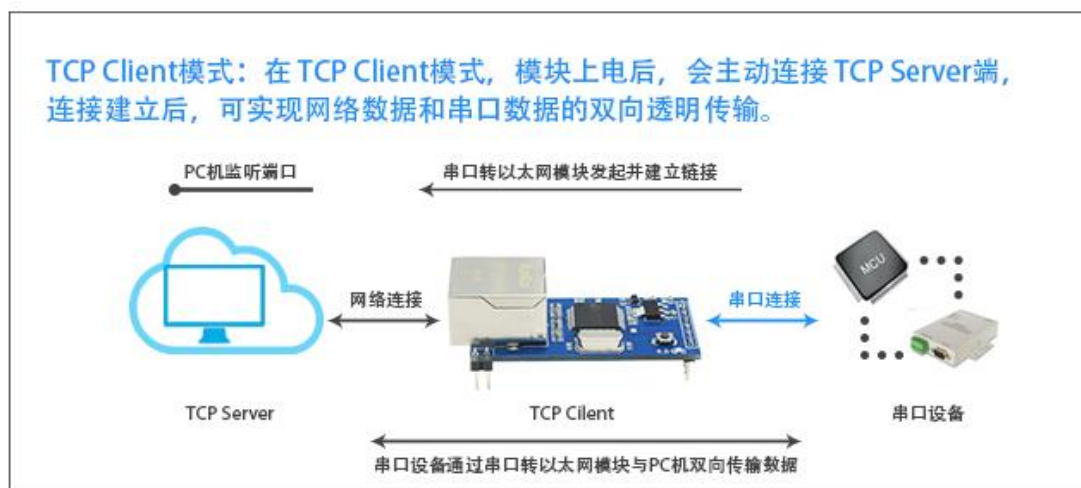 TCP Client模式：在 TCP Client模式，模块上电后，会主动连接 TCP Server端，
连接建立后，可实现网络数据和串口数据的双向透明传输。
PC机监听端口
串口转以太网模块发起并建立链接
MCU
网络连接
串口连接
TCP Server
TCP Cilent
串口设备
串口设备通过串口转以太网模块与PC机双向传输数据